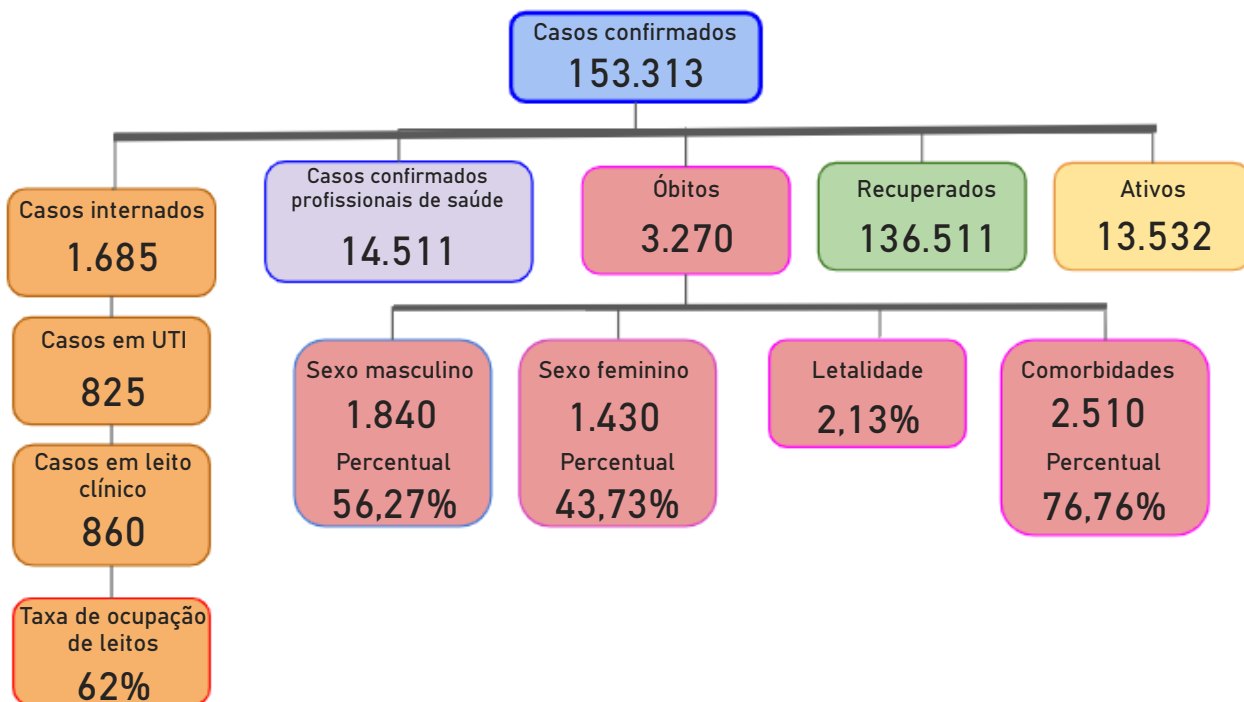 Casos confirmados
153.313
Casos internados
1.685
Casos confirmados
profissionais de saúde
14.511
Óbitos
3.270
Recuperados
136.511
Ativos
13.532
Casos em UTI
825
Casos em leito
clínico
860
Taxa de ocupação
de leitos
62%
Sexo masculino
1.840
Percentual
56,27%
Sexo feminino
1.430
Percentual
43,73%
Letalidade
2,13%
Comorbidades
2.510
Percentual
76,76%